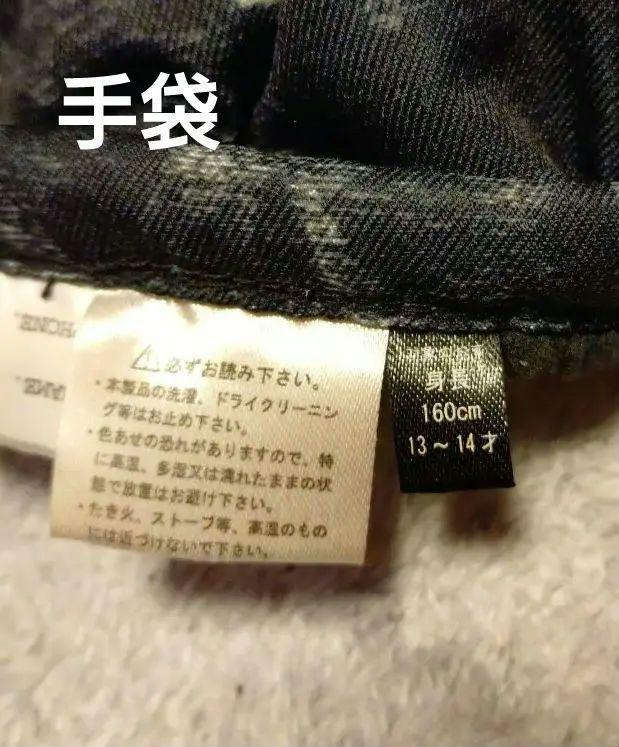 手袋
PHONE.
NAME.
⚠必ずお読み下さい。
・本製品の洗濯、ドライクリーニン
グ等はお止め下さい。
・色あせの恐れがありますので、特
に高温、多湿又は濡れたままの状
態で放置はお避け下さい。
・たき火、ストーブ等、高温のもの
には近づけないで下さい。
身長
160cm
13～14才